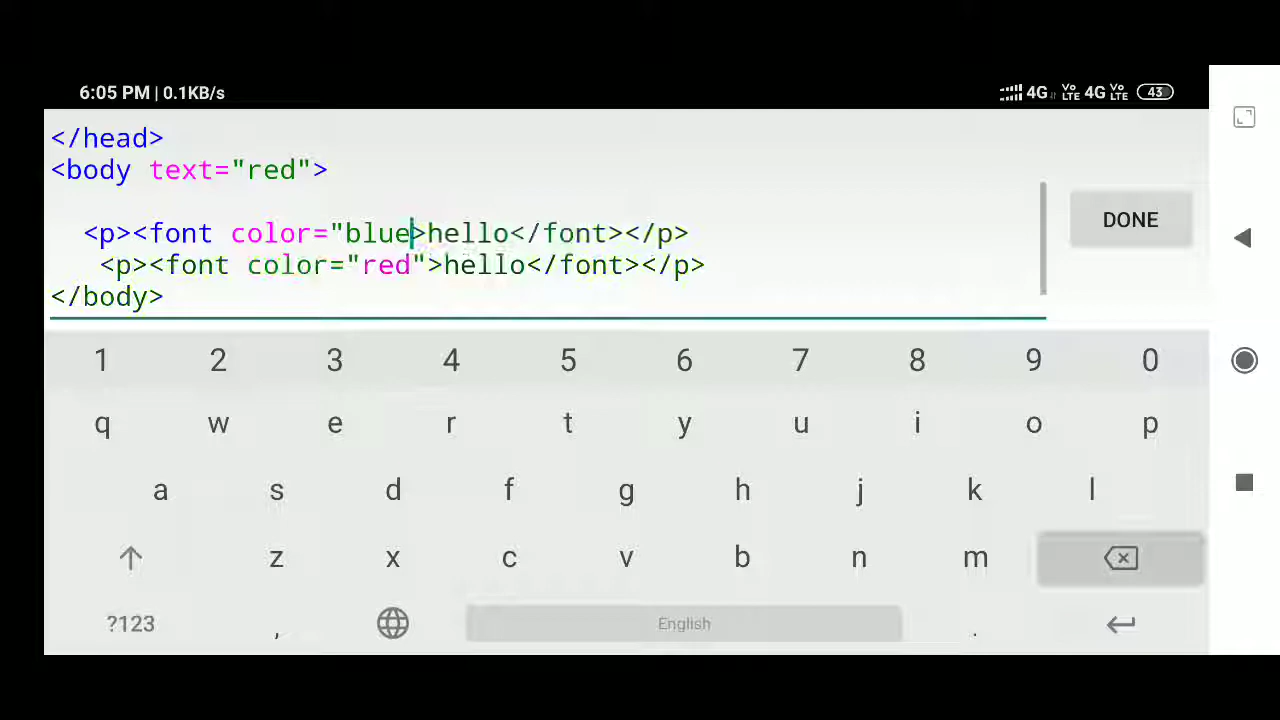 6:05 PM | 0.1KB/s
4G Vo LTE 4G Vo LTE 43
</head>
<body text="red">
<p><font color="blue>hello</font></p>
<p><font color="red">hello</font></p>
</body>
DONE
1 2 3 4 5 6 7 8 9 0
q w e r t y u i o p
a s d f g h j k l
z x c v b n m
?123 , English .